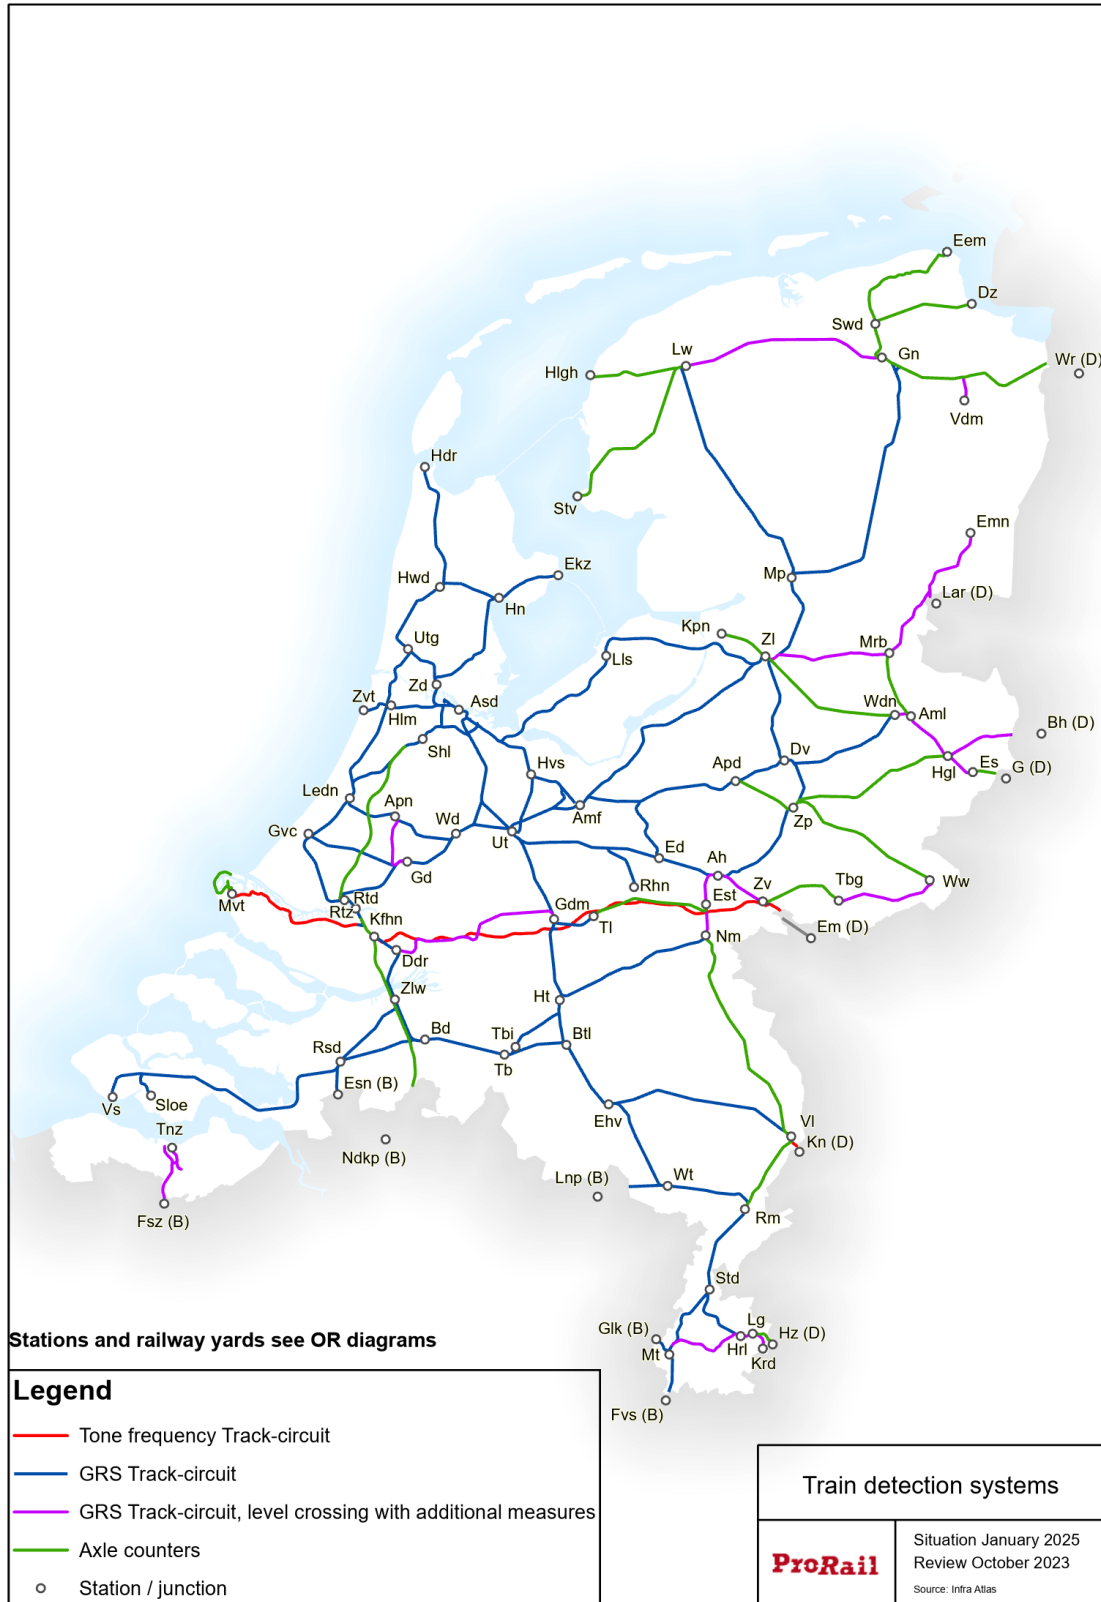 Eem
Dz
Swd
Gn
Lw
Wr (D)
Hlgh
Vdm
Hdr
Stv
Emn
Ekz
Hwd
Mp
Lar (D)
Hn
Kpn
Zl
Mrb
Utg
Lls
Zd
Zvt
Asd
Wdn
Aml
Hlm
Bh (D)
Shl
Dv
Hvs
Apd
Hgl
Es
G (D)
Ledn
Apn
Amf
Zp
Gvc
Wd
Ut
Ed
Ah
Gd
Rhn
Zv
Tbg
Ww
Mvt
Rtd
Est
Rtz
Kfhn
Gdm
Tl
Em (D)
Nm
Ddr
Zlw
Ht
Bd
Tbi
Btl
Rsd
Tb
Esn (B)
Vs
Sloe
Ehv
Tnz
Vl
Kn (D)
Ndkp (B)
Lnp (B)
Wt
Fsz (B)
Rm
Std
Glk (B)
Lg
Hz (D)
Hrl
Mt
Krd
Fvs (B)
Stations and railway yards see OR diagrams
Legend
Tone frequency Track-circuit
GRS Track-circuit
GRS Track-circuit, level crossing with additional measures
Axle counters
Station / junction
Train detection systems
ProRail
Situation January 2025
Review October 2023
Source: Infra Atlas